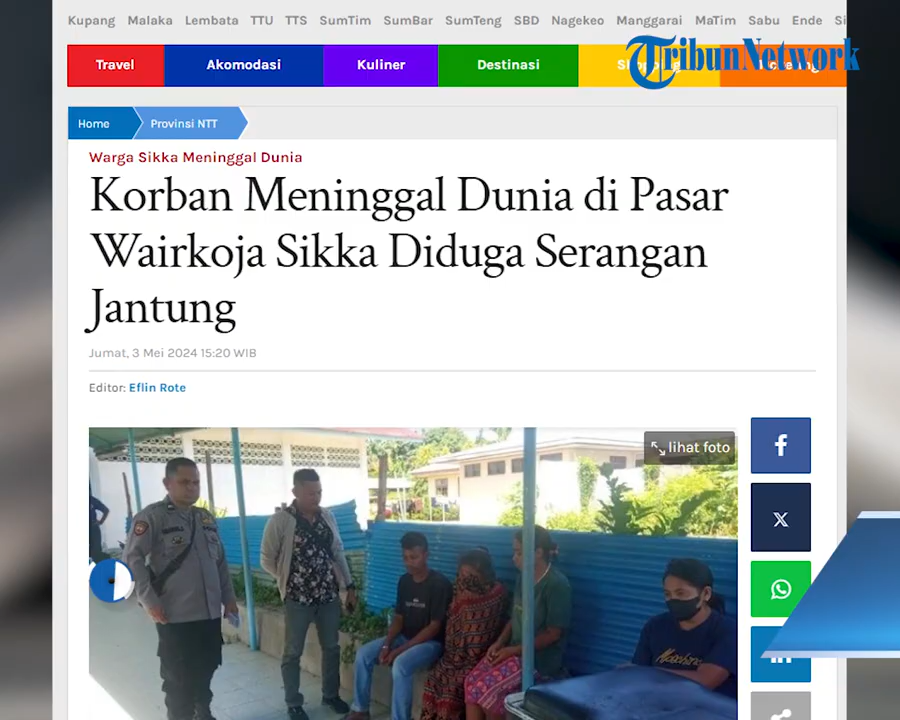 Kupang Malaka Lembata TTU TTS SumTim SumBar SumTeng SBD Nagekeo Manggarai MaTim Sabu Ende
TribunNetwork
Travel Akomodasi Kuliner Destinasi
Home Provinsi NTT
Warga Sikka Meninggal Dunia
Korban Meninggal Dunia di Pasar
Wairkoja Sikka Diduga Serangan
Jantung
Jumat, 3 Mei 2024 15:20 WIB
Editor: Eflin Rote
lihat foto